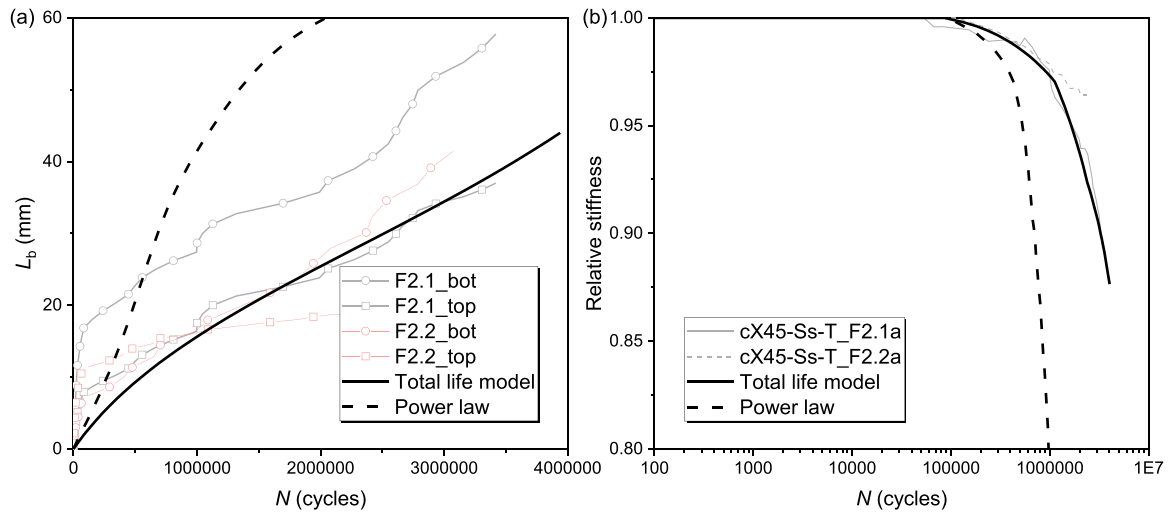 (a)
60
40
20
0
L_b (mm)
0
1000000
2000000
3000000
4000000
N (cycles)
F2.1_bot
F2.1_top
F2.2_bot
F2.2_top
Total life model
Power law
(b)
1.00
0.95
0.90
0.85
0.80
Relative stiffness
100
1000
10000
100000
1000000
1E7
N (cycles)
cX45-Ss-T_F2.1a
cX45-Ss-T_F2.2a
Total life model
Power law